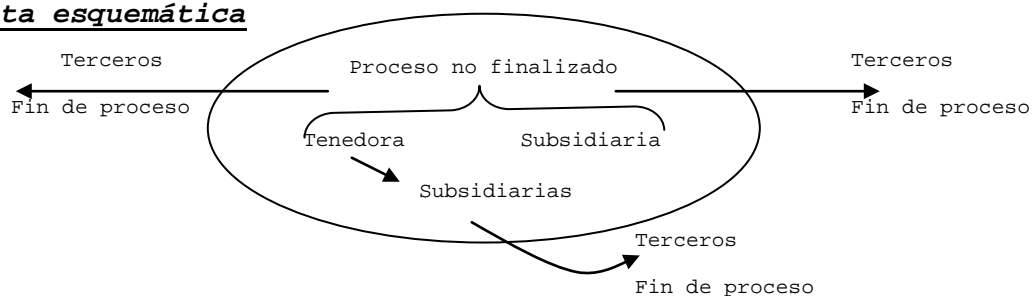 ta esquemática
Terceros
Proceso no finalizado
Terceros
Fin de proceso
Fin de proceso
Tenedora
Subsidiaria
Subsidiarias
Terceros
Fin de proceso